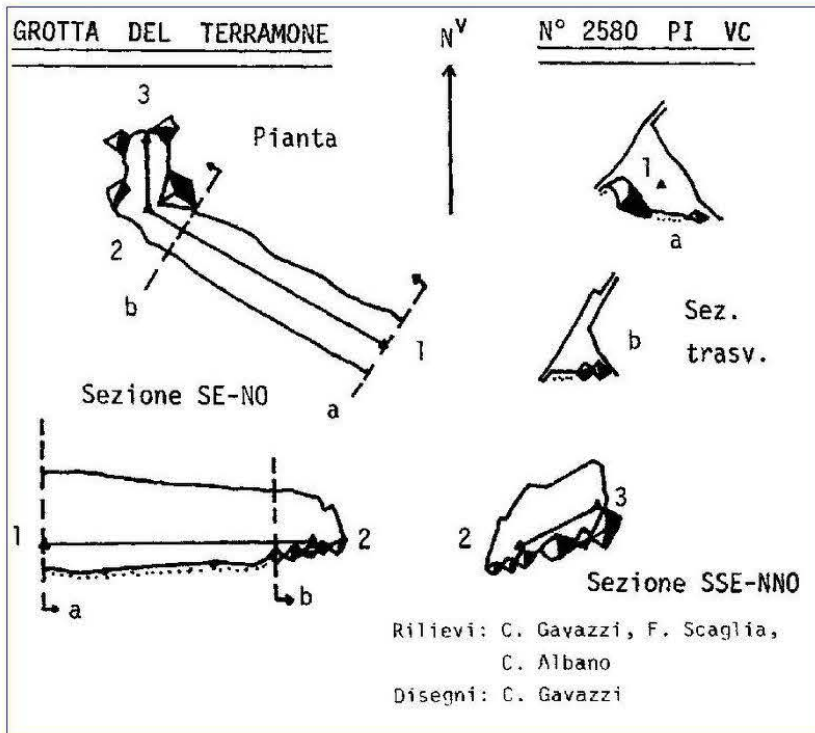 GROTTA DEL TERRAMONE
N° 2580 PI VC
Nv
3
Pianta
2
b
1
a
1
a
Sez.
trasv.
b
Sezione SE-NO
1
2
a
b
2
3
Sezione SSE-NNO
Rilievi: C. Gavazzi, F. Scaglia,
C. Albano
Disegni: C. Gavazzi